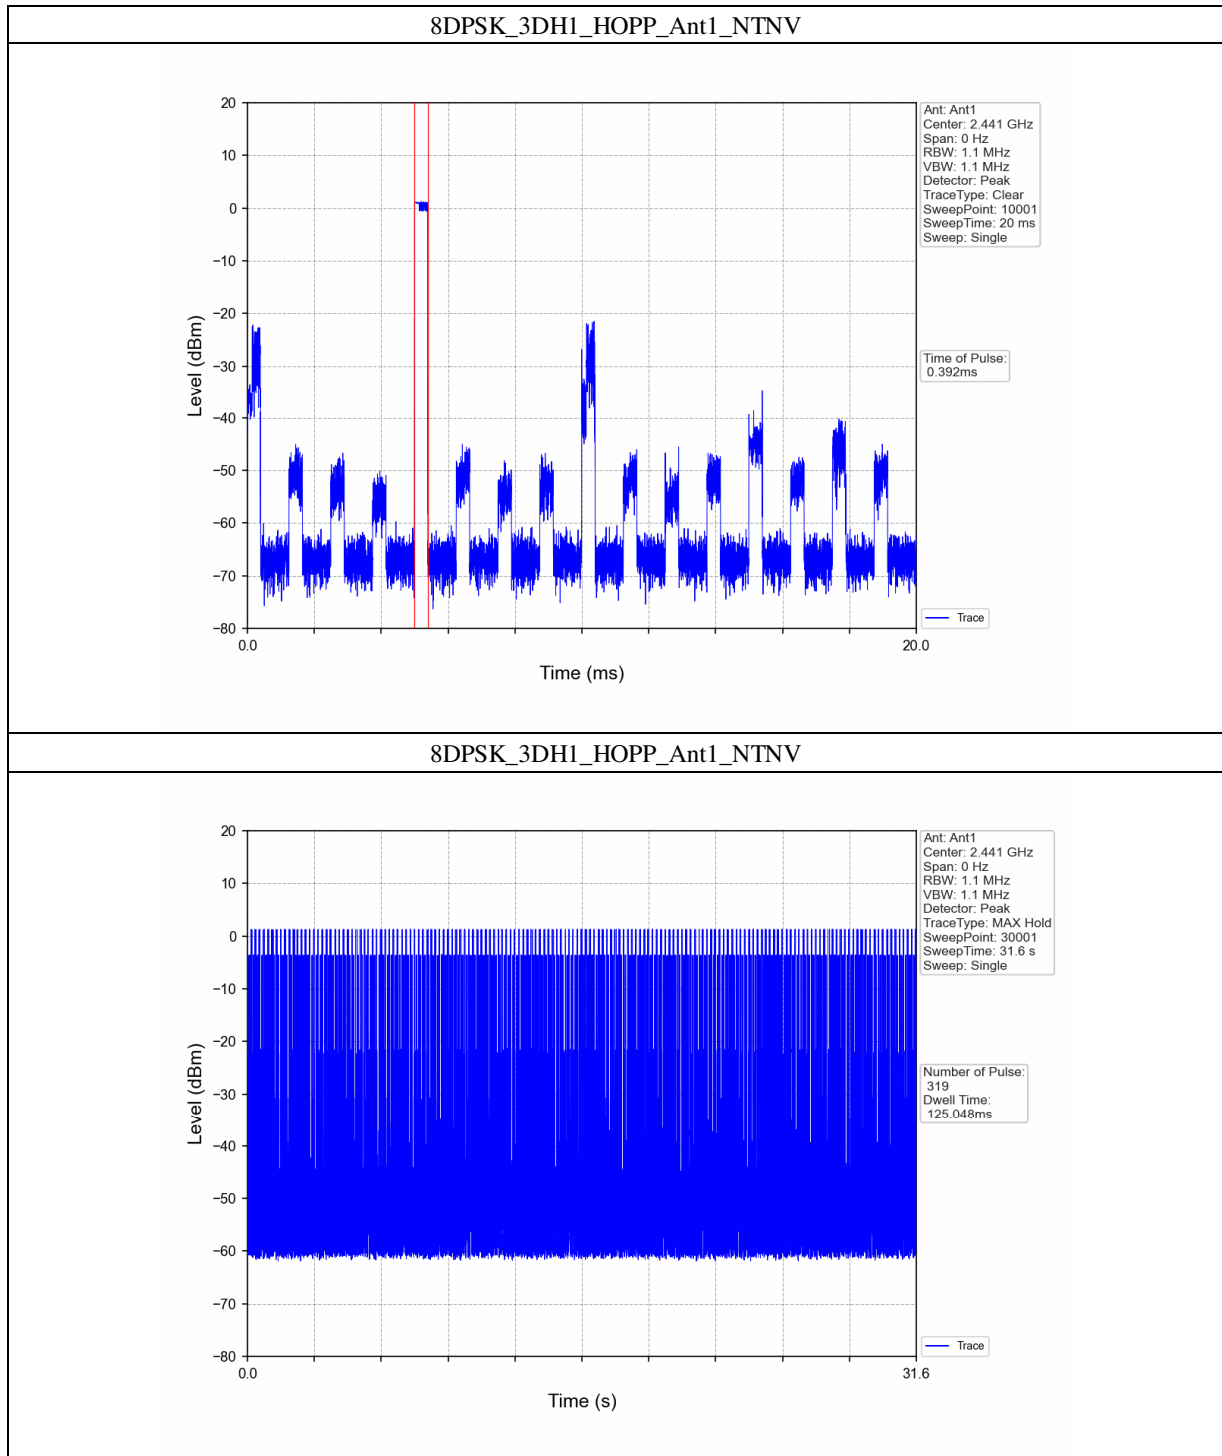 8DPSK_3DH1_HOPP_Ant1_NTNV
20
10
0
−10
−20
−30
−40
−50
−60
−70
−80
Level (dBm)
0.0
20.0
Time (ms)
Ant: Ant1
Center: 2.441 GHz
Span: 0 Hz
RBW: 1.1 MHz
VBW: 1.1 MHz
Detector: Peak
TraceType: Clear
SweepPoint: 10001
SweepTime: 20 ms
Sweep: Single
Time of Pulse:
0.392ms
Trace
8DPSK_3DH1_HOPP_Ant1_NTNV
20
10
0
−10
−20
−30
−40
−50
−60
−70
−80
Level (dBm)
0.0
31.6
Time (s)
Ant: Ant1
Center: 2.441 GHz
Span: 0 Hz
RBW: 1.1 MHz
VBW: 1.1 MHz
Detector: Peak
TraceType: MAX Hold
SweepPoint: 30001
SweepTime: 31.6 s
Sweep: Single
Number of Pulse:
319
Dwell Time:
125.048ms
Trace